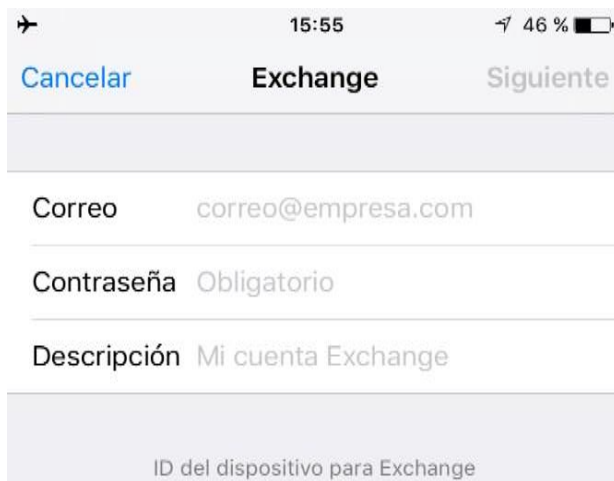 15:55 46 %
Cancelar Exchange Siguiente
Correo correo@empresa.com
Contraseña Obligatorio
Descripción Mi cuenta Exchange
ID del dispositivo para Exchange